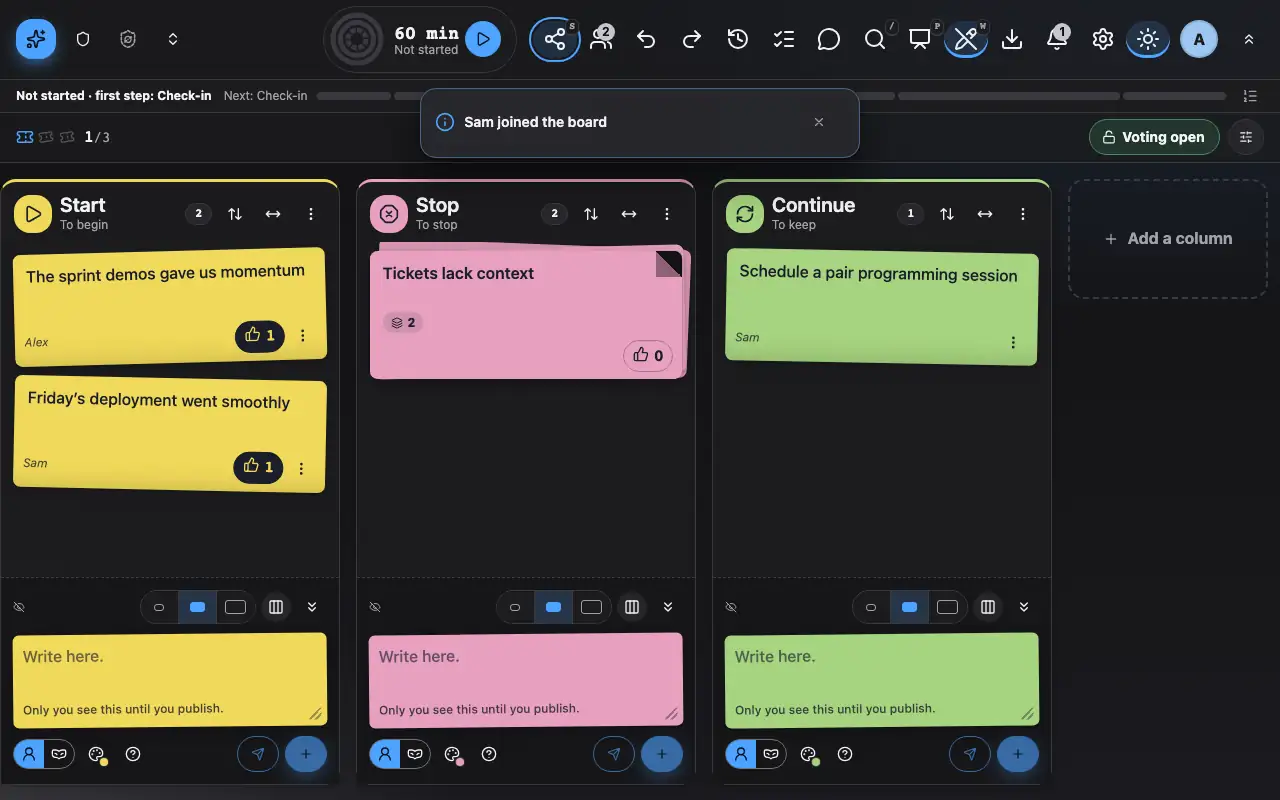 60 min
Not started
S
2
/
P
W
1
A
Not started · first step: Check-in
Next: Check-in
Sam joined the board
1/3
Voting open
Start
To begin
2
The sprint demos gave us momentum
Alex
1
Friday’s deployment went smoothly
Sam
1
Write here.
Only you see this until you publish.
Stop
To stop
2
Tickets lack context
2
0
Write here.
Only you see this until you publish.
Continue
To keep
1
Schedule a pair programming session
Sam
Write here.
Only you see this until you publish.
+ Add a column